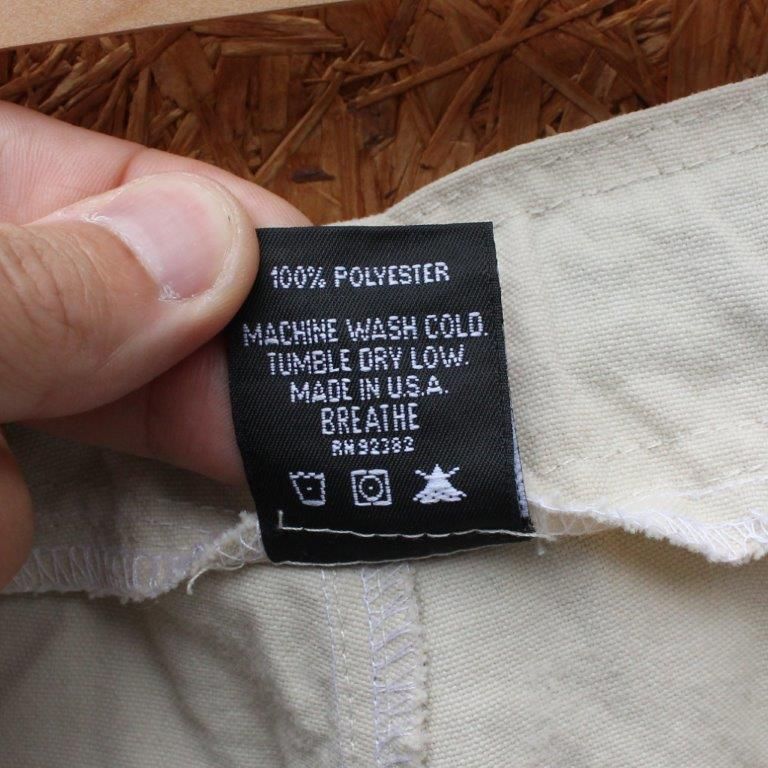 100% POLYESTER
MACHINE WASH COLD.
TUMBLE DRY LOW.
MADE IN U.S.A.
BREATHE
RN 92382